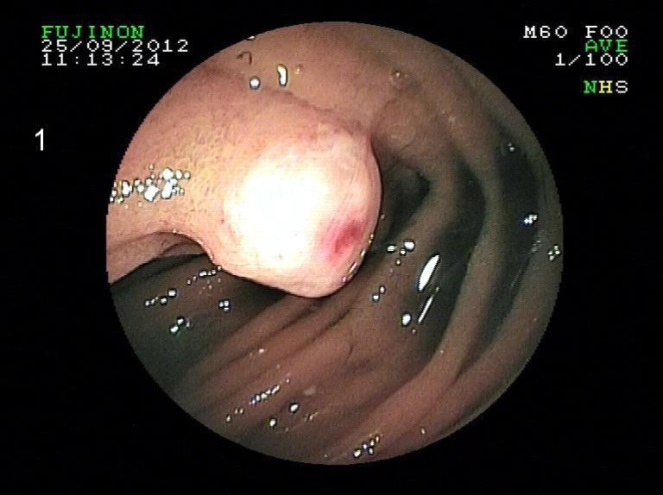 FUJINON
25/09/2012
11:13:24
M60 F00
AVE
1/100
NHS
1